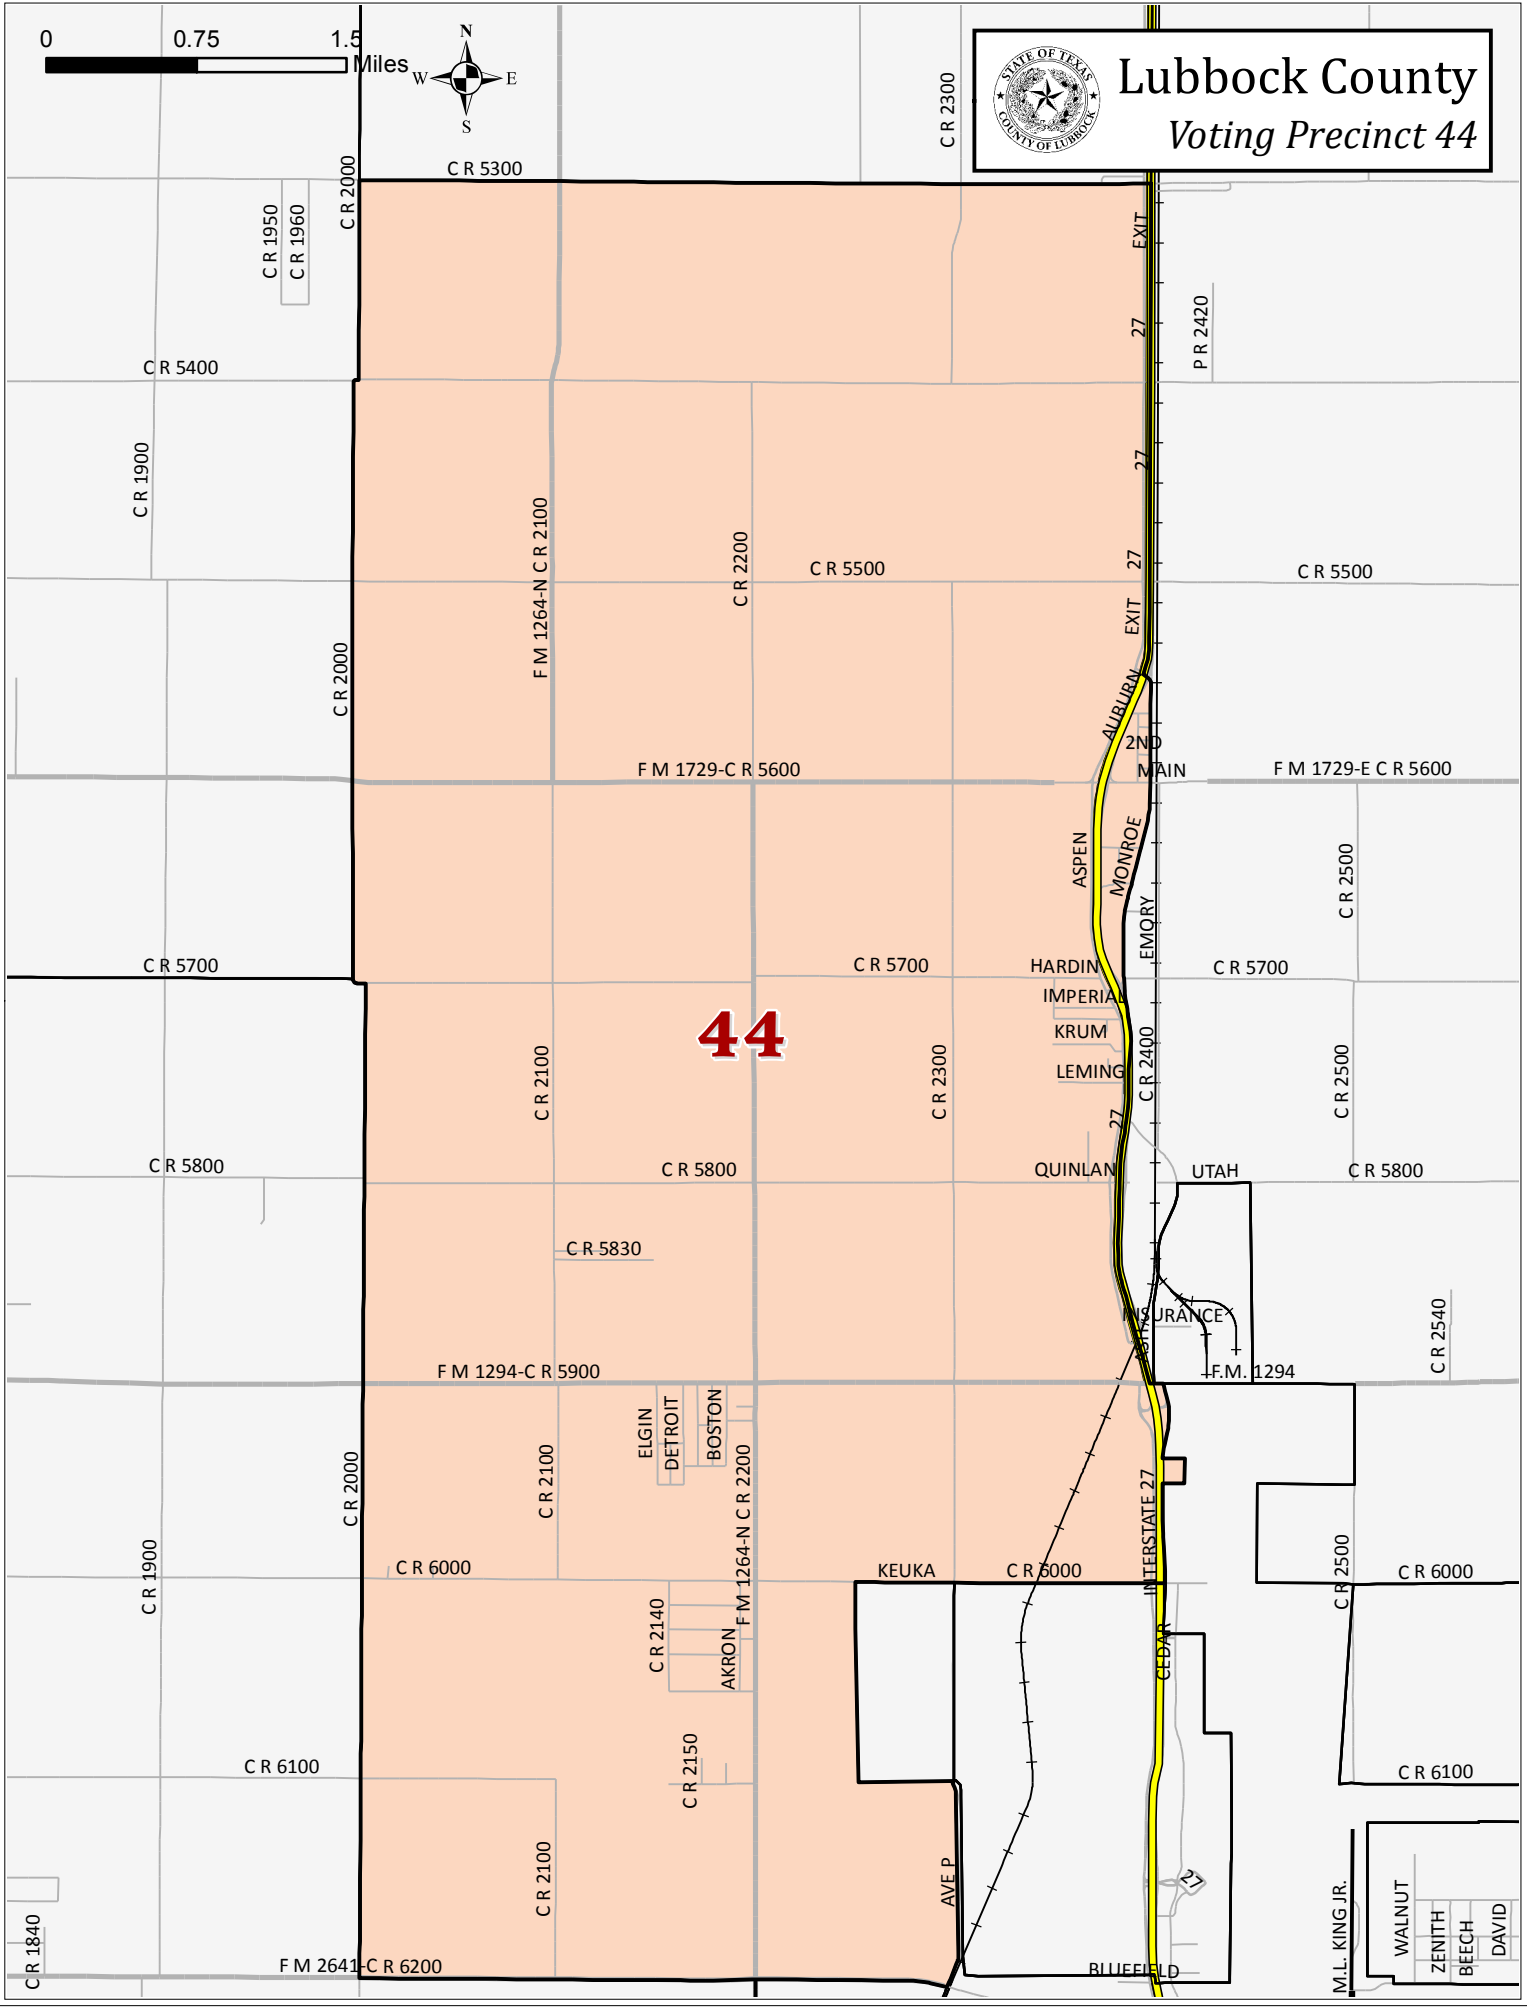 0 0.75 1.5
Miles
N
W E
S
STATE OF TEXAS
COUNTY OF LUBBOCK
Lubbock County
Voting Precinct 44
C R 2300
C R 5300
C R 2000
C R 1950
C R 1960
EXIT
27
P R 2420
C R 5400
C R 1900
27
F M 1264-N C R 2100
C R 2200
C R 5500
27
C R 5500
EXIT
C R 2000
AUBURN
2ND
MAIN
F M 1729-C R 5600
F M 1729-E C R 5600
ASPEN
MONROE
C R 2500
EMORY
C R 5700
C R 5700
HARDIN
C R 5700
IMPERIAL
44
KRUM
LEMING
C R 2100
C R 2300
C R 2400
C R 2500
27
C R 5800
C R 5800
QUINLAN
UTAH
C R 5800
C R 5830
INSURANCE
C R 2540
F M 1294-C R 5900
F.M. 1294
ELGIN
DETROIT
BOSTON
C R 2000
C R 2100
F M 1264-N C R 2200
INTERSTATE 27
C R 1900
C R 6000
KEUKA
C R 6000
C R 2500
C R 6000
C R 2140
AKRON
CEDAR
C R 2150
C R 6100
C R 6100
C R 2100
AVE P
27
M.L. KING JR.
WALNUT
ZENITH
BEECH
DAVID
C R 1840
F M 2641-C R 6200
BLUEFIELD